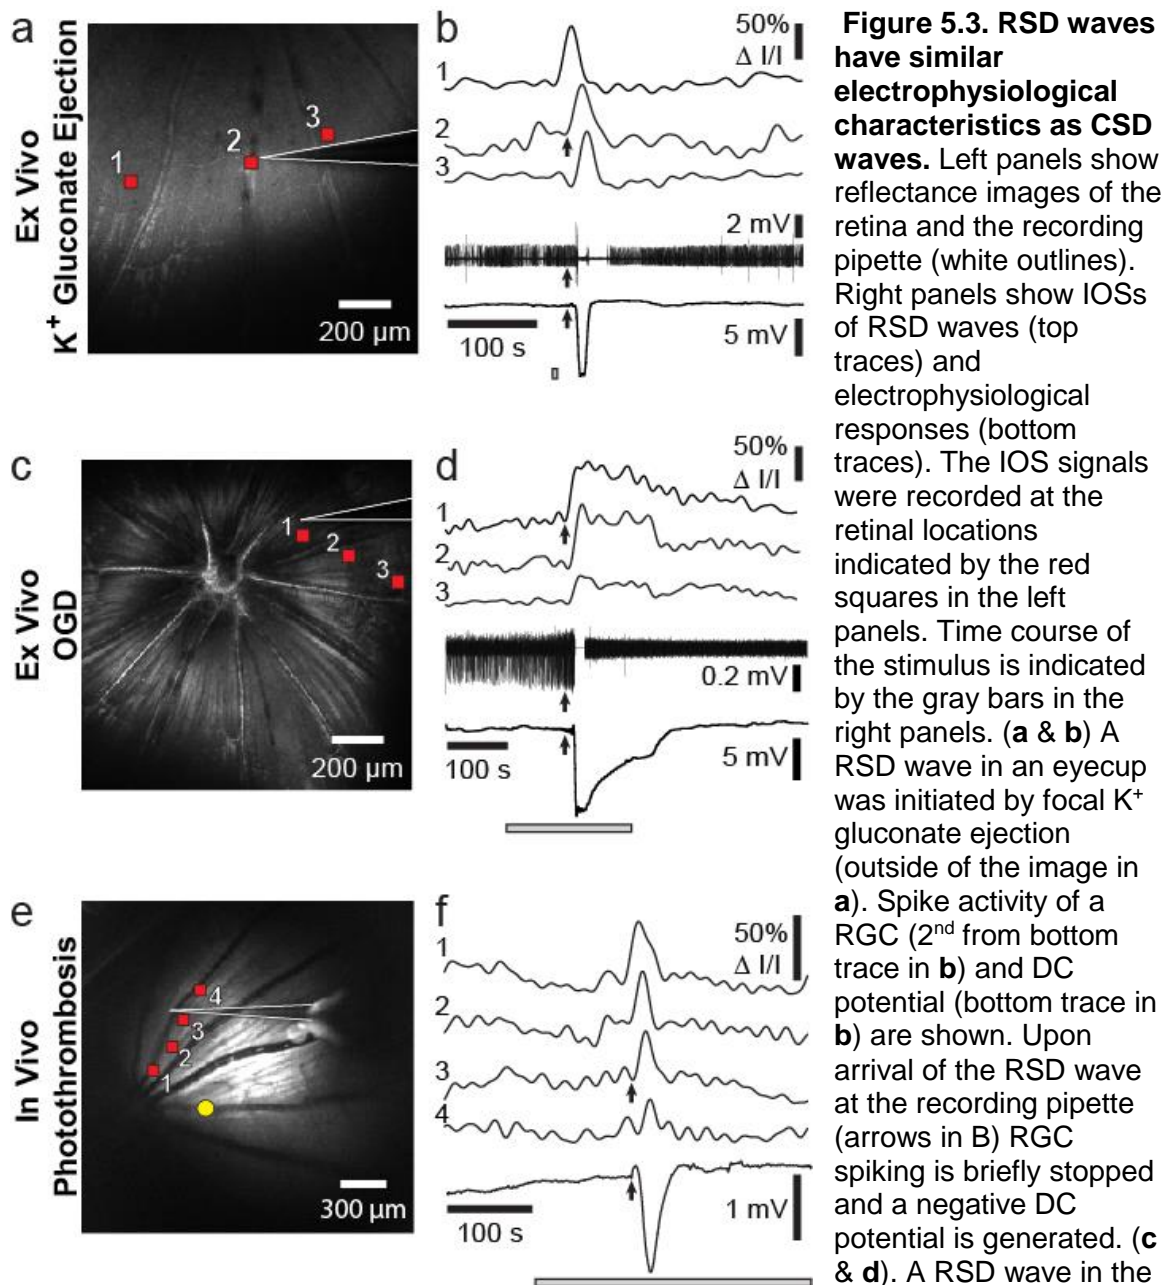 a
Ex Vivo
K+ Gluconate Ejection
1
2
3
200 µm
b
50%
Δ I/I
1
2
3
2 mV
100 s
5 mV
c
Ex Vivo
OGD
1
2
3
200 µm
d
50%
Δ I/I
1
2
3
0.2 mV
100 s
5 mV
e
In Vivo
Photothrombosis
4
3
2
1
300 µm
f
50%
Δ I/I
1
2
3
4
100 s
1 mV
Figure 5.3. RSD waves
have similar
electrophysiological
characteristics as CSD
waves. Left panels show
reflectance images of the
retina and the recording
pipette (white outlines).
Right panels show IOSs
of RSD waves (top
traces) and
electrophysiological
responses (bottom
traces). The IOS signals
were recorded at the
retinal locations
indicated by the red
squares in the left
panels. Time course of
the stimulus is indicated
by the gray bars in the
right panels. (a & b) A
RSD wave in an eyecup
was initiated by focal K+
gluconate ejection
(outside of the image in
a). Spike activity of a
RGC (2nd from bottom
trace in b) and DC
potential (bottom trace in
b) are shown. Upon
arrival of the RSD wave
at the recording pipette
(arrows in B) RGC
spiking is briefly stopped
and a negative DC
potential is generated. (c
& d). A RSD wave in the